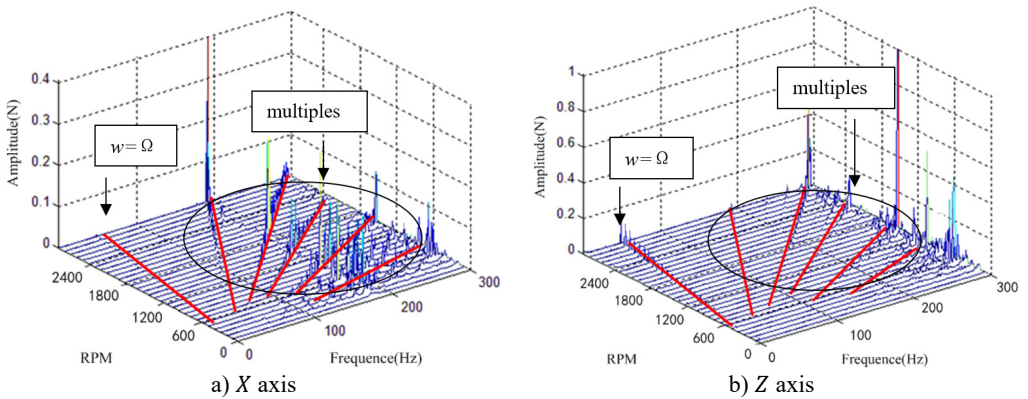 0.4
0.3
0.2
0.1
0
Amplitude(N)
w = Ω
multiples
2400
1800
1200
600
0
RPM
0
100
200
300
Frequence(Hz)
a) X axis
1
0.8
0.6
0.4
0.2
0
Amplitude(N)
w = Ω
multiples
2400
1800
1200
600
0
RPM
0
100
200
300
Frequence(Hz)
b) Z axis